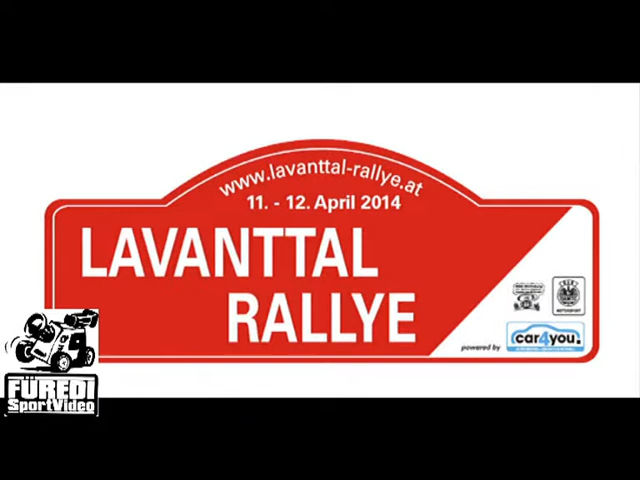 www.lavanttal-rallye.at
11. - 12. April 2014
LAVANTTAL
RALLYE
powered by
car4you.
FÜREDI
SportVideo